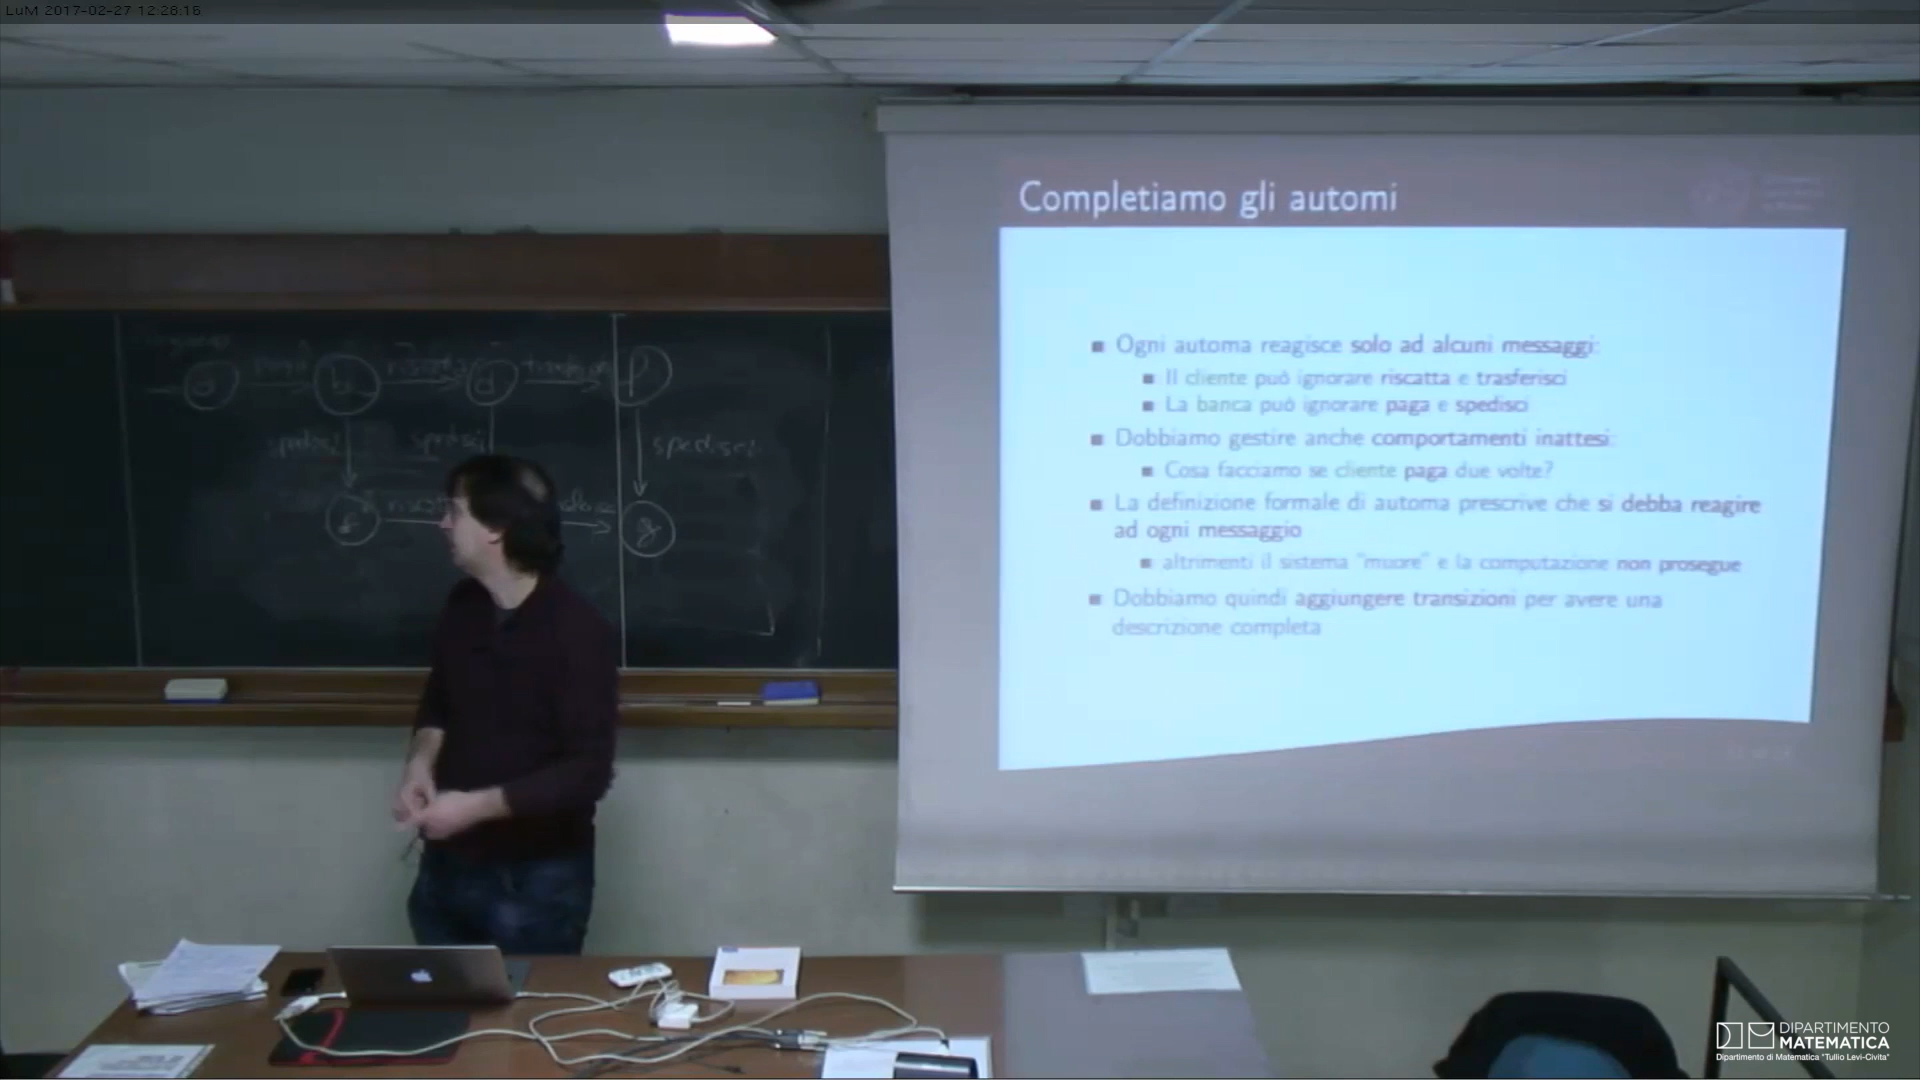 LuM 2017-02-27 12:28:16
Completiamo gli automi
Ogni automa reagisce solo ad alcuni messaggi:
Il cliente può ignorare riscatta e trasferisci
La banca può ignorare paga e spedisci
Dobbiamo gestire anche comportamenti inattesi:
Cosa facciamo se cliente paga due volte?
La definizione formale di automa prescrive che si debba reagire
ad ogni messaggio
altrimenti il sistema "muore" e la computazione non prosegue
Dobbiamo quindi aggiungere transizioni per avere una
descrizione completa
a
b
d
f
spedisci
spedisci
spedisci
g
DIPARTIMENTO
MATEMATICA
Dipartimento di Matematica "Tullio Levi-Civita"